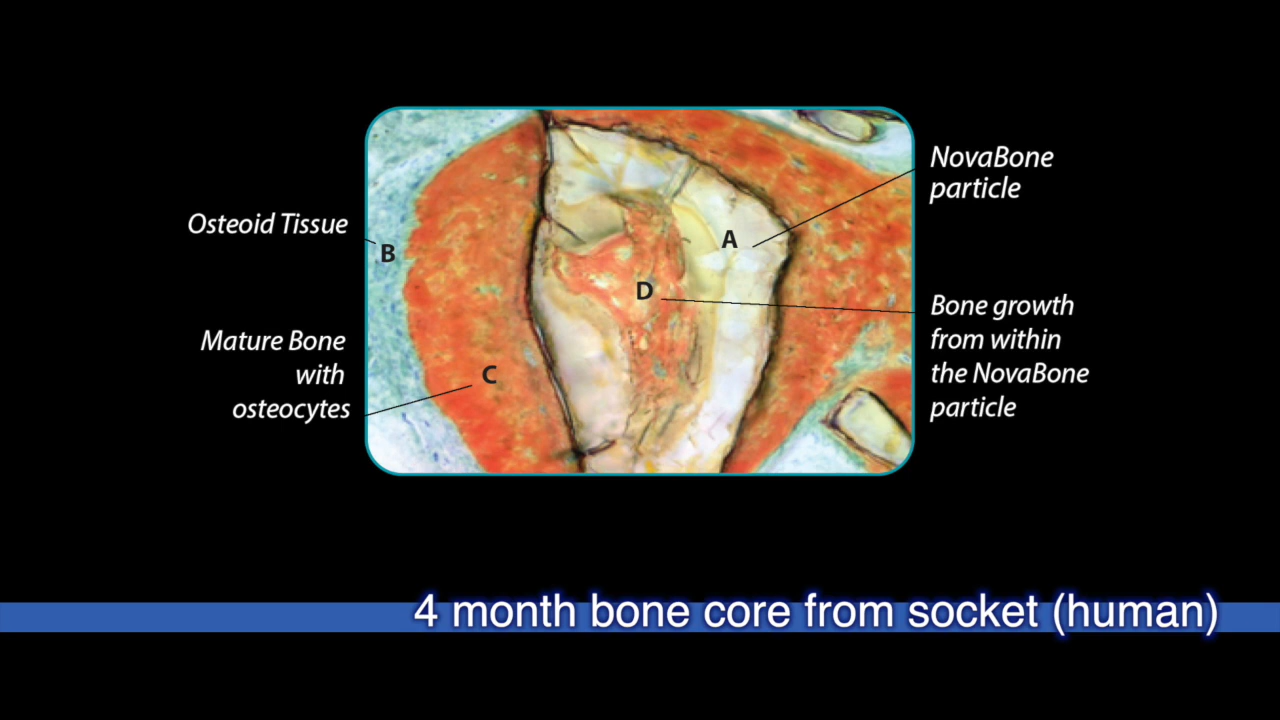 Osteoid Tissue
B
Mature Bone
with
osteocytes
C
A
D
NovaBone
particle
Bone growth
from within
the NovaBone
particle
4 month bone core from socket (human)